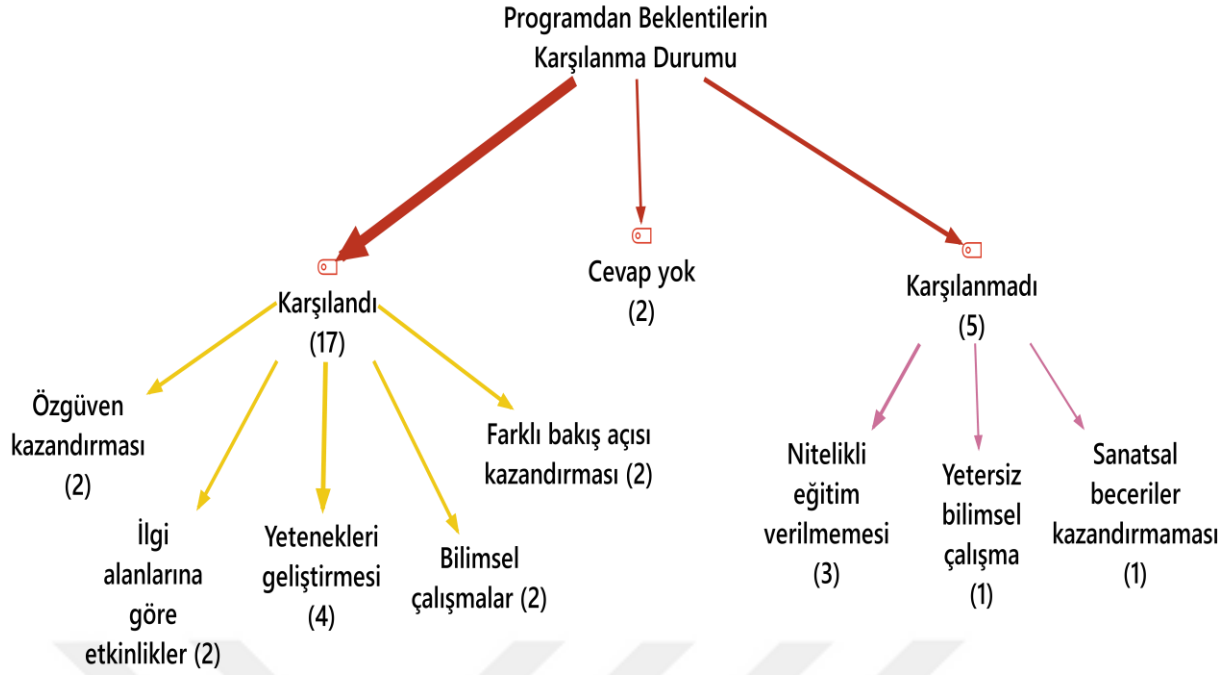 Programdan Beklentilerin
Karşılanma Durumu
Karşılandı
(17)
Cevap yok
(2)
Karşılanmadı
(5)
Özgüven
kazandırması
(2)
İlgi
alanlarına
göre
etkinlikler (2)
Yetenekleri
geliştirmesi
(4)
Bilimsel
çalışmalar (2)
Farklı bakış açısı
kazandırması (2)
Nitelikli
eğitim
verilmemesi
(3)
Yetersiz
bilimsel
çalışma
(1)
Sanatsal
beceriler
kazandırmaması
(1)